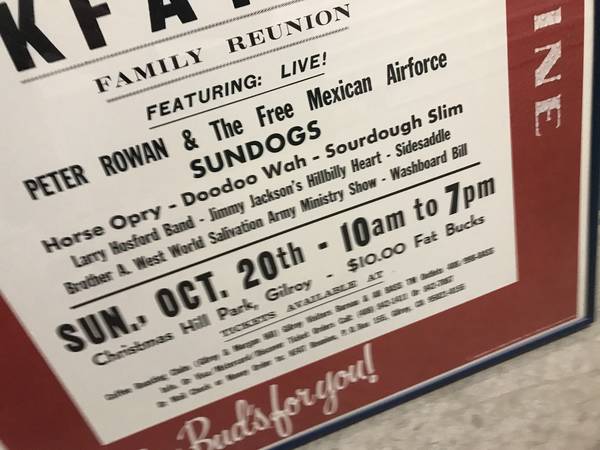 KFAT
FAMILY REUNION
FEATURING: LIVE!
PETER ROWAN & The Free Mexican Airforce
SUNDOGS
Horse Opry - Doodoo Wah - Sourdough Slim
Larry Hosford Band - Jimmy Jackson's Hillbilly Heart - Sidesaddle
Brother A. West World Salivation Army Ministry Show - Washboard Bill
SUN., OCT. 20th - 10am to 7pm
Christmas Hill Park, Gilroy - $10.00 Fat Bucks
TICKETS AVAILABLE AT
Bud's for you!
INE